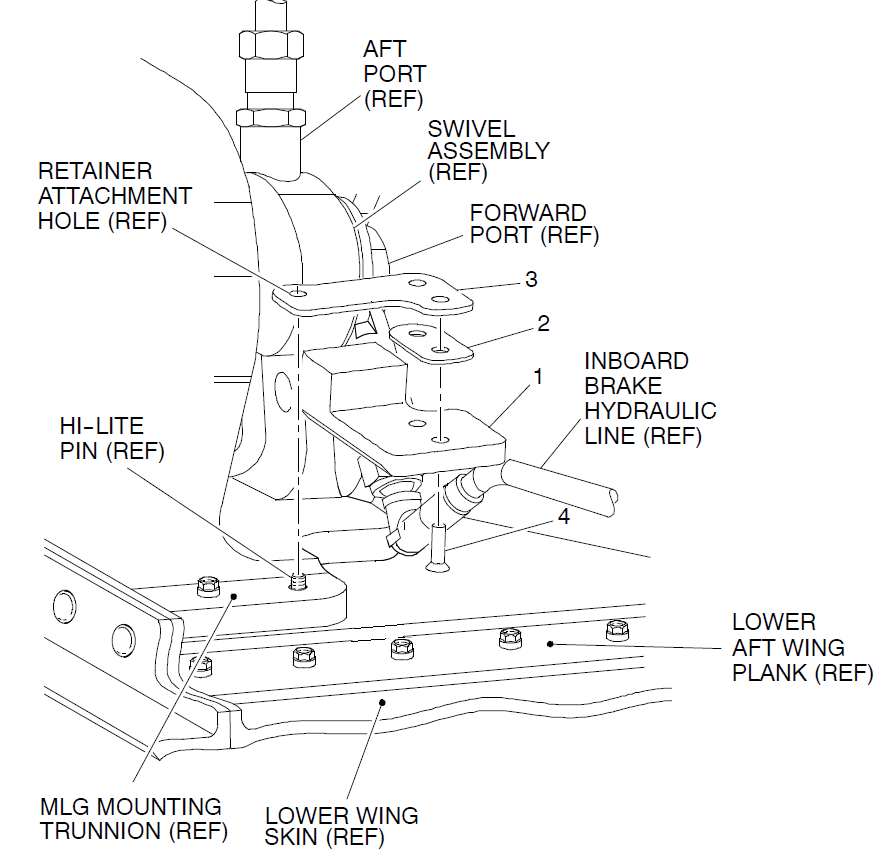 AFT
PORT
(REF)
SWIVEL
ASSEMBLY
(REF)
RETAINER
ATTACHMENT
HOLE (REF)
FORWARD
PORT (REF)
3
2
1
INBOARD
BRAKE
HYDRAULIC
LINE (REF)
HI-LITE
PIN (REF)
4
LOWER
AFT WING
PLANK (REF)
MLG MOUNTING
TRUNNION (REF)
LOWER WING
SKIN (REF)